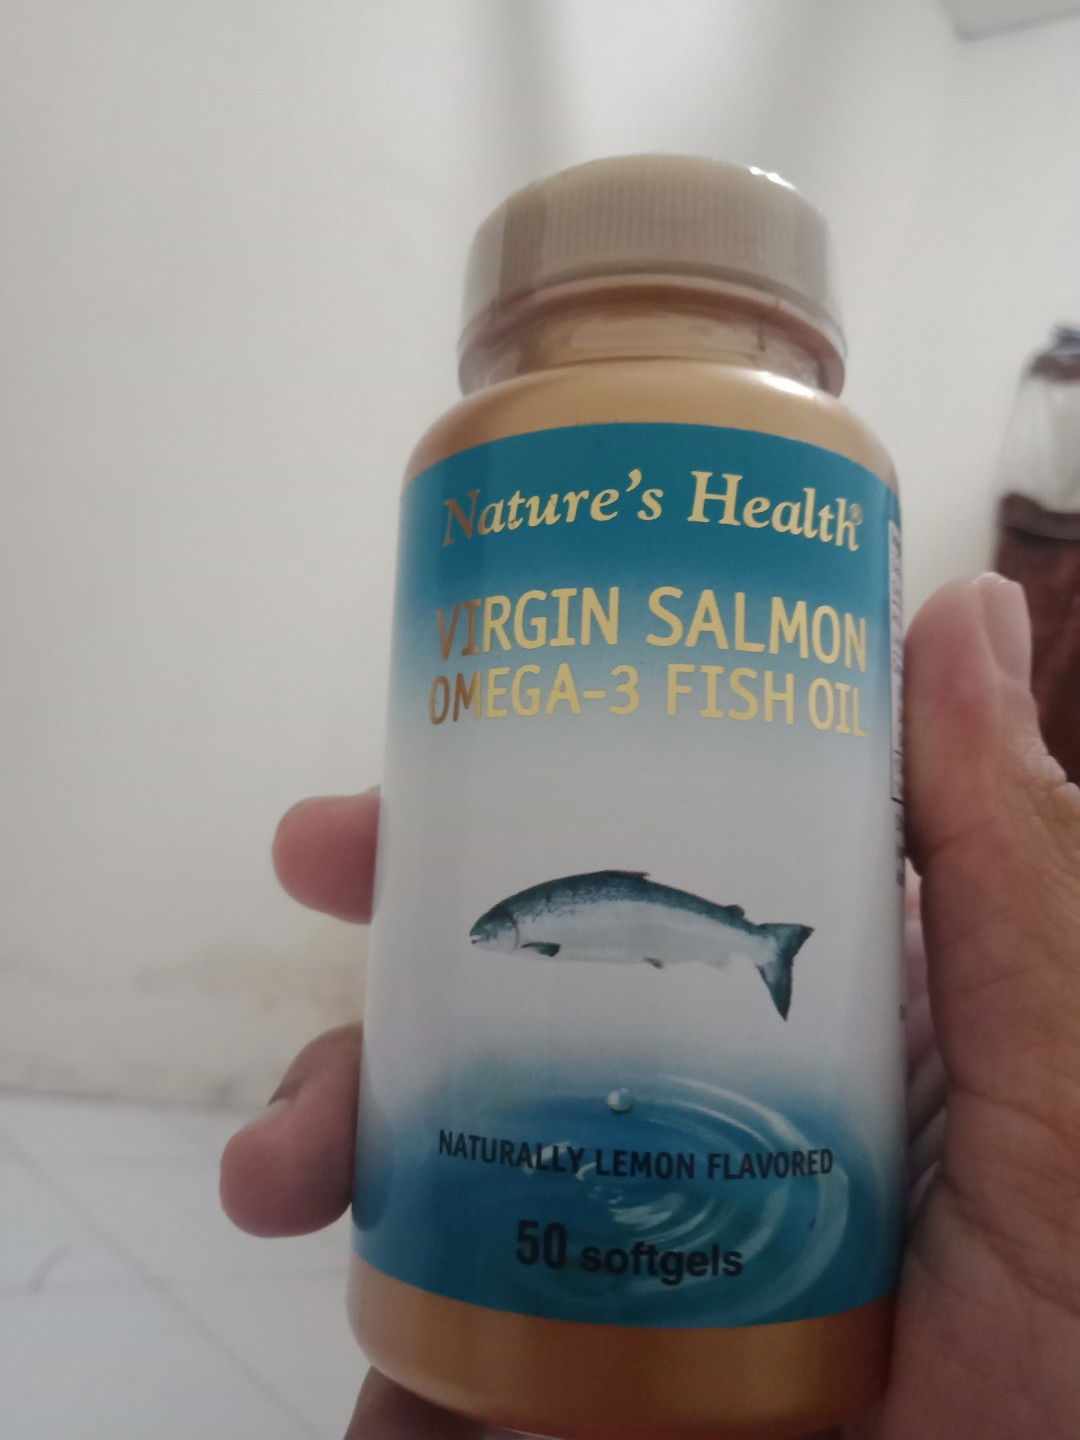 Nature's Health®
VIRGIN SALMON
OMEGA-3 FISH OIL
NATURALLY LEMON FLAVORED
50 softgels